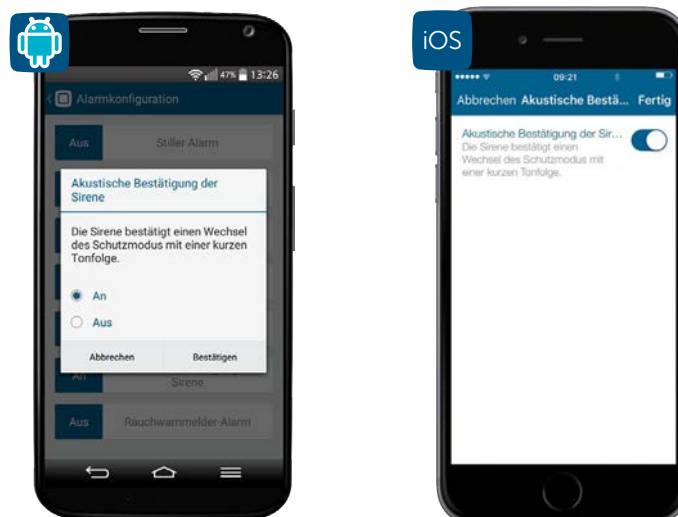 iOS
47% 13:26
Alarmkonfiguration
Aus Stiller Alarm
Akustische Bestätigung der
Sirene
Die Sirene bestätigt einen Wechsel
des Schutzmodus mit einer kurzen
Tonfolge.
An
Aus
Abbrechen Bestätigen
An Sirene
Aus Rauchwarnmelder-Alarm
09:21
Abbrechen Akustische Bestä... Fertig
Akustische Bestätigung der Sir...
Die Sirene bestätigt einen
Wechsel des Schutzmodus mit
einer kurzen Tonfolge.